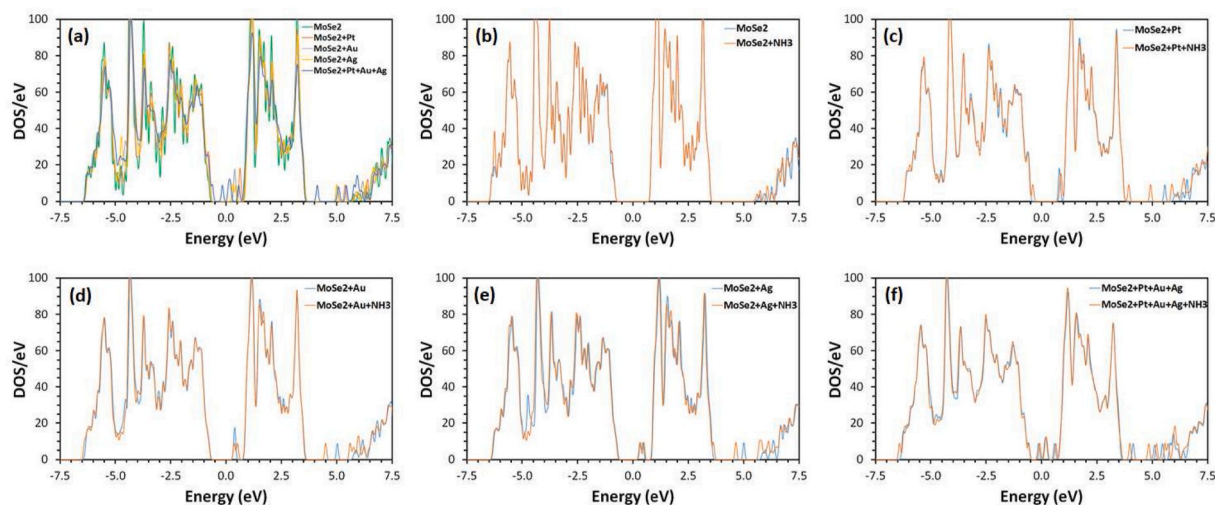 (a)
MoSe2
MoSe2+Pt
MoSe2+Au
MoSe2+Ag
MoSe2+Pt+Au+Ag
DOS/eV
100
80
60
40
20
0
-7.5 -5.0 -2.5 0.0 2.5 5.0 7.5
Energy (eV)
(b)
MoSe2
MoSe2+NH3
DOS/eV
100
80
60
40
20
0
-7.5 -5.0 -2.5 0.0 2.5 5.0 7.5
Energy (eV)
(c)
MoSe2+Pt
MoSe2+Pt+NH3
DOS/eV
100
80
60
40
20
0
-7.5 -5.0 -2.5 0.0 2.5 5.0 7.5
Energy (eV)
(d)
MoSe2+Au
MoSe2+Au+NH3
DOS/eV
100
80
60
40
20
0
-7.5 -5.0 -2.5 0.0 2.5 5.0 7.5
Energy (eV)
(e)
MoSe2+Ag
MoSe2+Ag+NH3
DOS/eV
100
80
60
40
20
0
-7.5 -5.0 -2.5 0.0 2.5 5.0 7.5
Energy (eV)
(f)
MoSe2+Pt+Au+Ag
MoSe2+Pt+Au+Ag+NH3
DOS/eV
100
80
60
40
20
0
-7.5 -5.0 -2.5 0.0 2.5 5.0 7.5
Energy (eV)